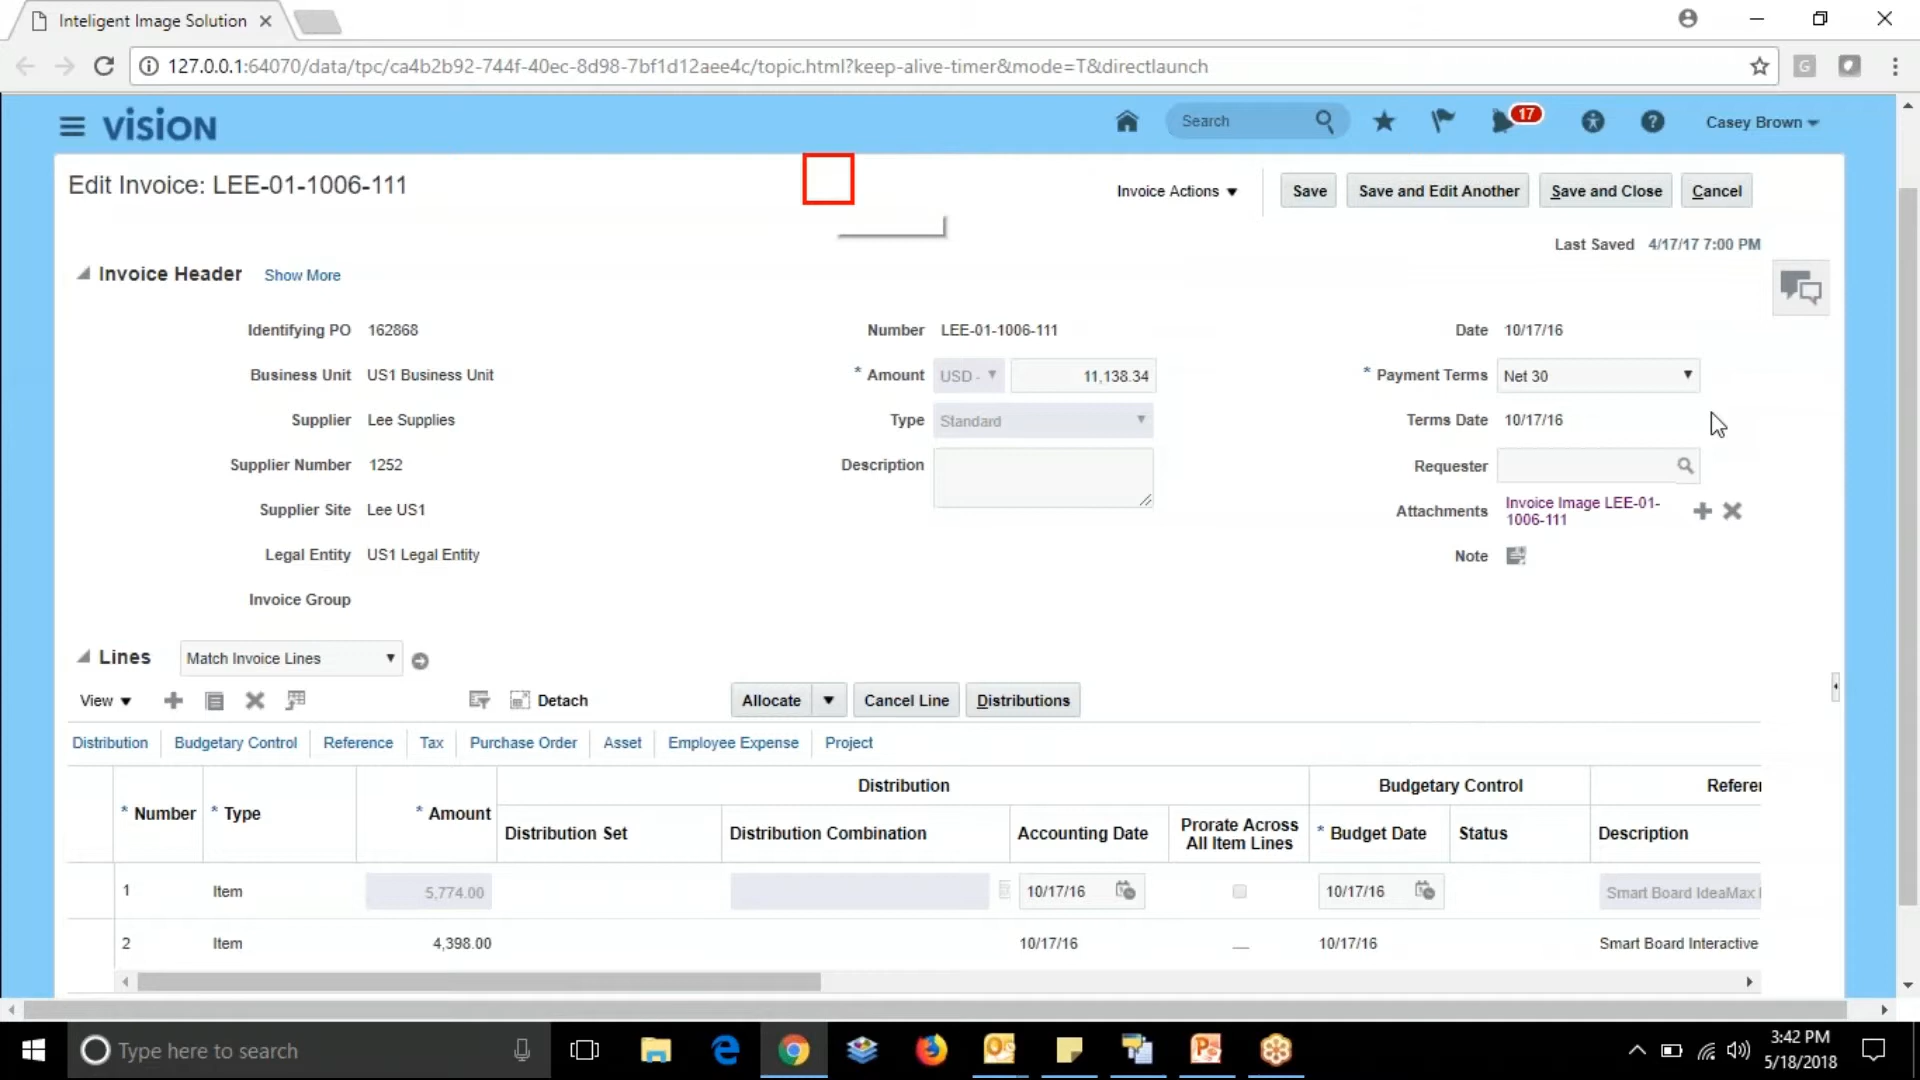 Inteligent Image Solution
127.0.0.1:64070/data/tpc/ca4b2b92-744f-40ec-8d98-7bf1d12aee4c/topic.html?keep-alive-timer&mode=T&directlaunch
G
vision
Search
17
Casey Brown
Edit Invoice: LEE-01-1006-111
Invoice Actions
Save
Save and Edit Another
Save and Close
Cancel
Last Saved 4/17/17 7:00 PM
Invoice Header Show More
Identifying PO 162868 Number LEE-01-1006-111 Date 10/17/16
Business Unit US1 Business Unit * Amount USD - 11,138.34 * Payment Terms Net 30
Supplier Lee Supplies Type Standard Terms Date 10/17/16
Supplier Number 1252 Description Requester
Supplier Site Lee US1 Attachments Invoice Image LEE-01-
1006-111
Legal Entity US1 Legal Entity Note
Invoice Group
Lines Match Invoice Lines
View Detach Allocate Cancel Line Distributions
Distribution Budgetary Control Reference Tax Purchase Order Asset Employee Expense Project
Distribution Budgetary Control Referen
* Number * Type * Amount Distribution Set Distribution Combination Accounting Date Prorate Across
All Item Lines * Budget Date Status Description
1 Item 5,774.00 10/17/16 10/17/16 Smart Board IdeaMax
2 Item 4,398.00 10/17/16 10/17/16 Smart Board Interactive
Type here to search
3:42 PM
5/18/2018